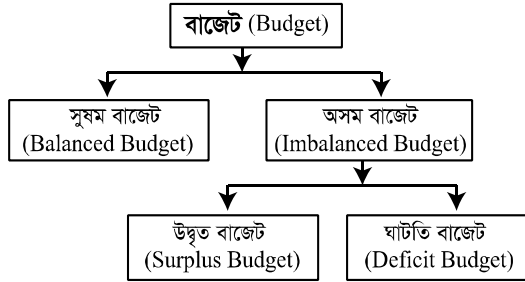 বাজেট (Budget)
সুষম বাজেট
(Balanced Budget)
অসম বাজেট
(Imbalanced Budget)
উদ্বৃত বাজেট
(Surplus Budget)
ঘাটতি বাজেট
(Deficit Budget)